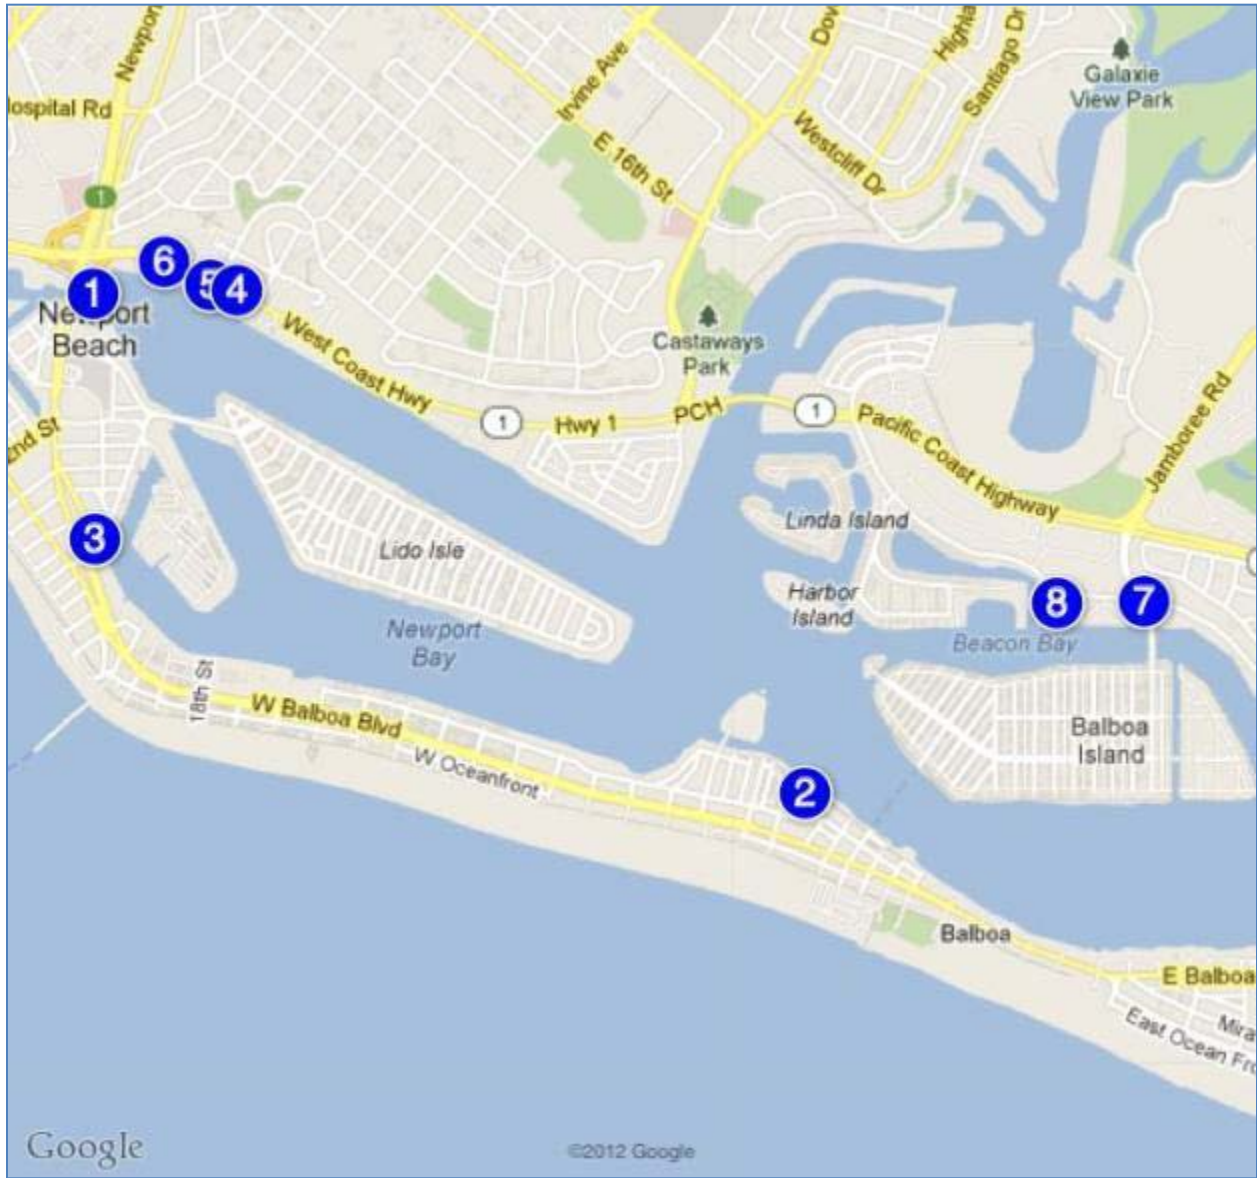 Newpor
Dov
Highla
Santiago Dr
Irvine Ave
Galaxie
View Park
Hospital Rd
E 16th St
Westcliff Dr
1
6
5
4
1
Newport
Beach
West Coast Hwy
Castaways
Park
1
Hwy 1
PCH
1
Pacific Coast Highway
Jamboree Rd
2nd St
3
Lido Isle
Linda Island
Harbor
Island
8
7
Newport
Bay
Beacon Bay
18th St
W Balboa Blvd
W Oceanfront
Balboa
Island
2
Balboa
E Balboa
Mira
East Ocean Fro
Google
©2012 Google